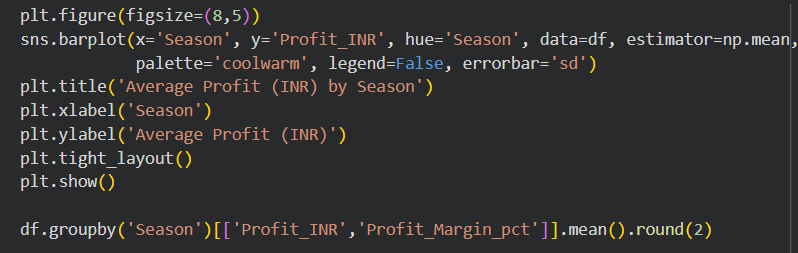 plt.figure(figsize=(8,5))
sns.barplot(x='Season', y='Profit_INR', hue='Season', data=df, estimator=np.mean,
            palette='coolwarm', legend=False, errorbar='sd')
plt.title('Average Profit (INR) by Season')
plt.xlabel('Season')
plt.ylabel('Average Profit (INR)')
plt.tight_layout()
plt.show()

df.groupby('Season')[['Profit_INR','Profit_Margin_pct']].mean().round(2)